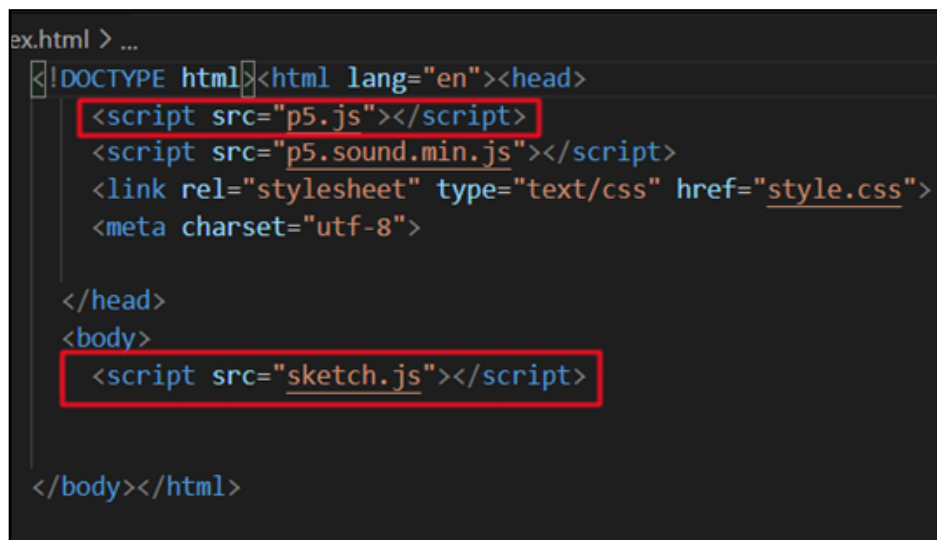 ex.html > ...
<!DOCTYPE html><html lang="en"><head>
<script src="p5.js"></script>
<script src="p5.sound.min.js"></script>
<link rel="stylesheet" type="text/css" href="style.css">
<meta charset="utf-8">
</head>
<body>
<script src="sketch.js"></script>
</body></html>